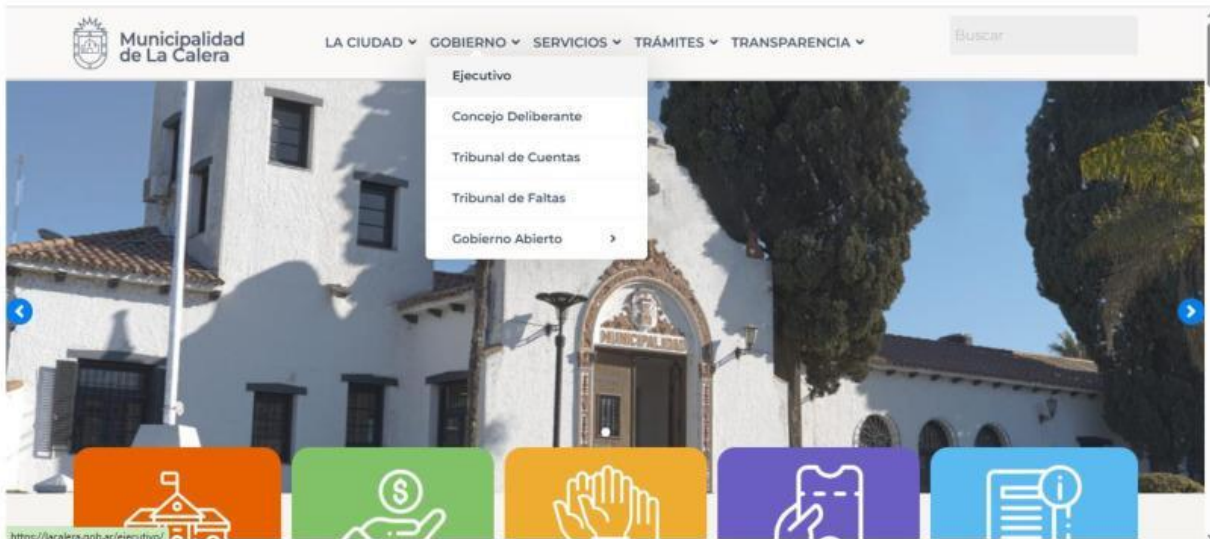 Municipalidad
de La Calera
LA CIUDAD GOBIERNO SERVICIOS TRÁMITES TRANSPARENCIA
Buscar
Ejecutivo
Concejo Deliberante
Tribunal de Cuentas
Tribunal de Faltas
Gobierno Abierto
MUNICIPALIDAD
$
i
https://lacalera.gob.ar/ejecutivo/